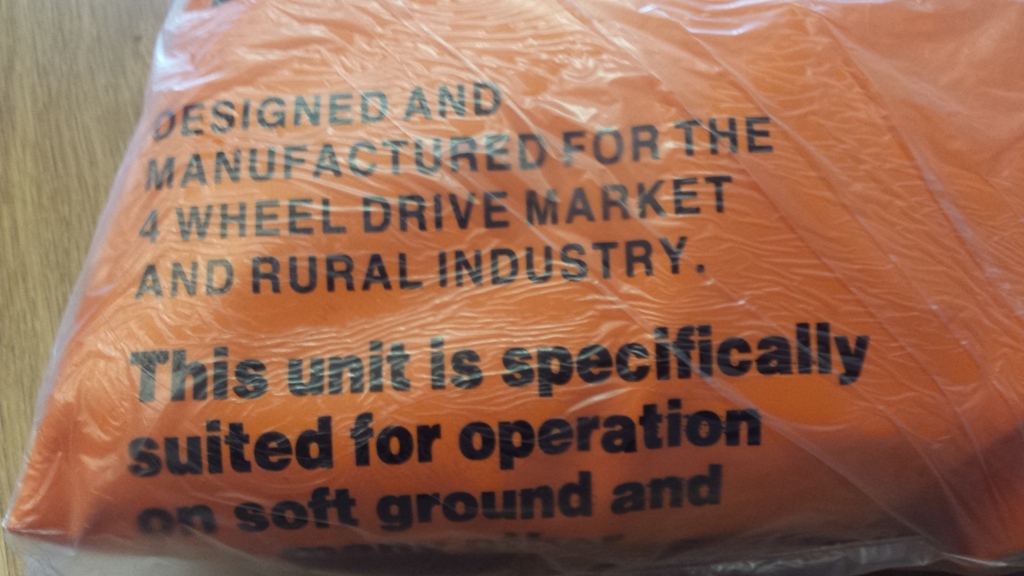 DESIGNED AND
MANUFACTURED FOR THE
4 WHEEL DRIVE MARKET
AND RURAL INDUSTRY.
This unit is specifically
suited for operation
on soft ground and